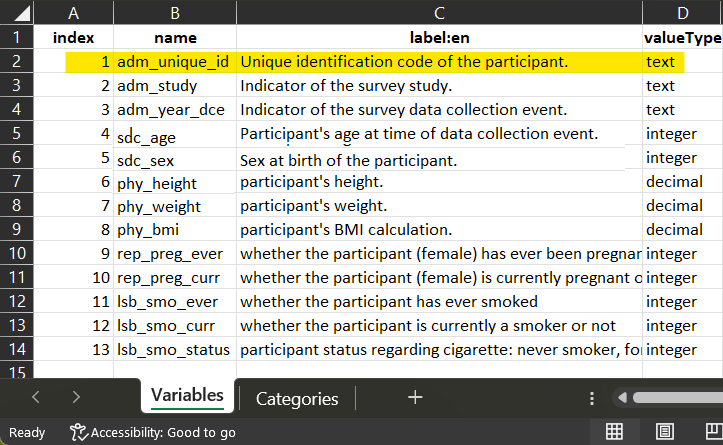 A B C D
1 index name label:en valueType
2 1 adm_unique_id Unique identification code of the participant. text
3 2 adm_study Indicator of the survey study. text
4 3 adm_year_dce Indicator of the survey data collection event. text
5 4 sdc_age Participant's age at time of data collection event. integer
6 5 sdc_sex Sex at birth of the participant. integer
7 6 phy_height participant's height. decimal
8 7 phy_weight participant's weight. decimal
9 8 phy_bmi participant's BMI calculation. decimal
10 9 rep_preg_ever whether the participant (female) has ever been pregnan integer
11 10 rep_preg_curr whether the participant (female) is currently pregnant o integer
12 11 lsb_smo_ever whether the participant has ever smoked integer
13 12 lsb_smo_curr whether the participant is currently a smoker or not integer
14 13 lsb_smo_status participant status regarding cigarette: never smoker, fo integer
15
Variables Categories
Ready Accessibility: Good to go